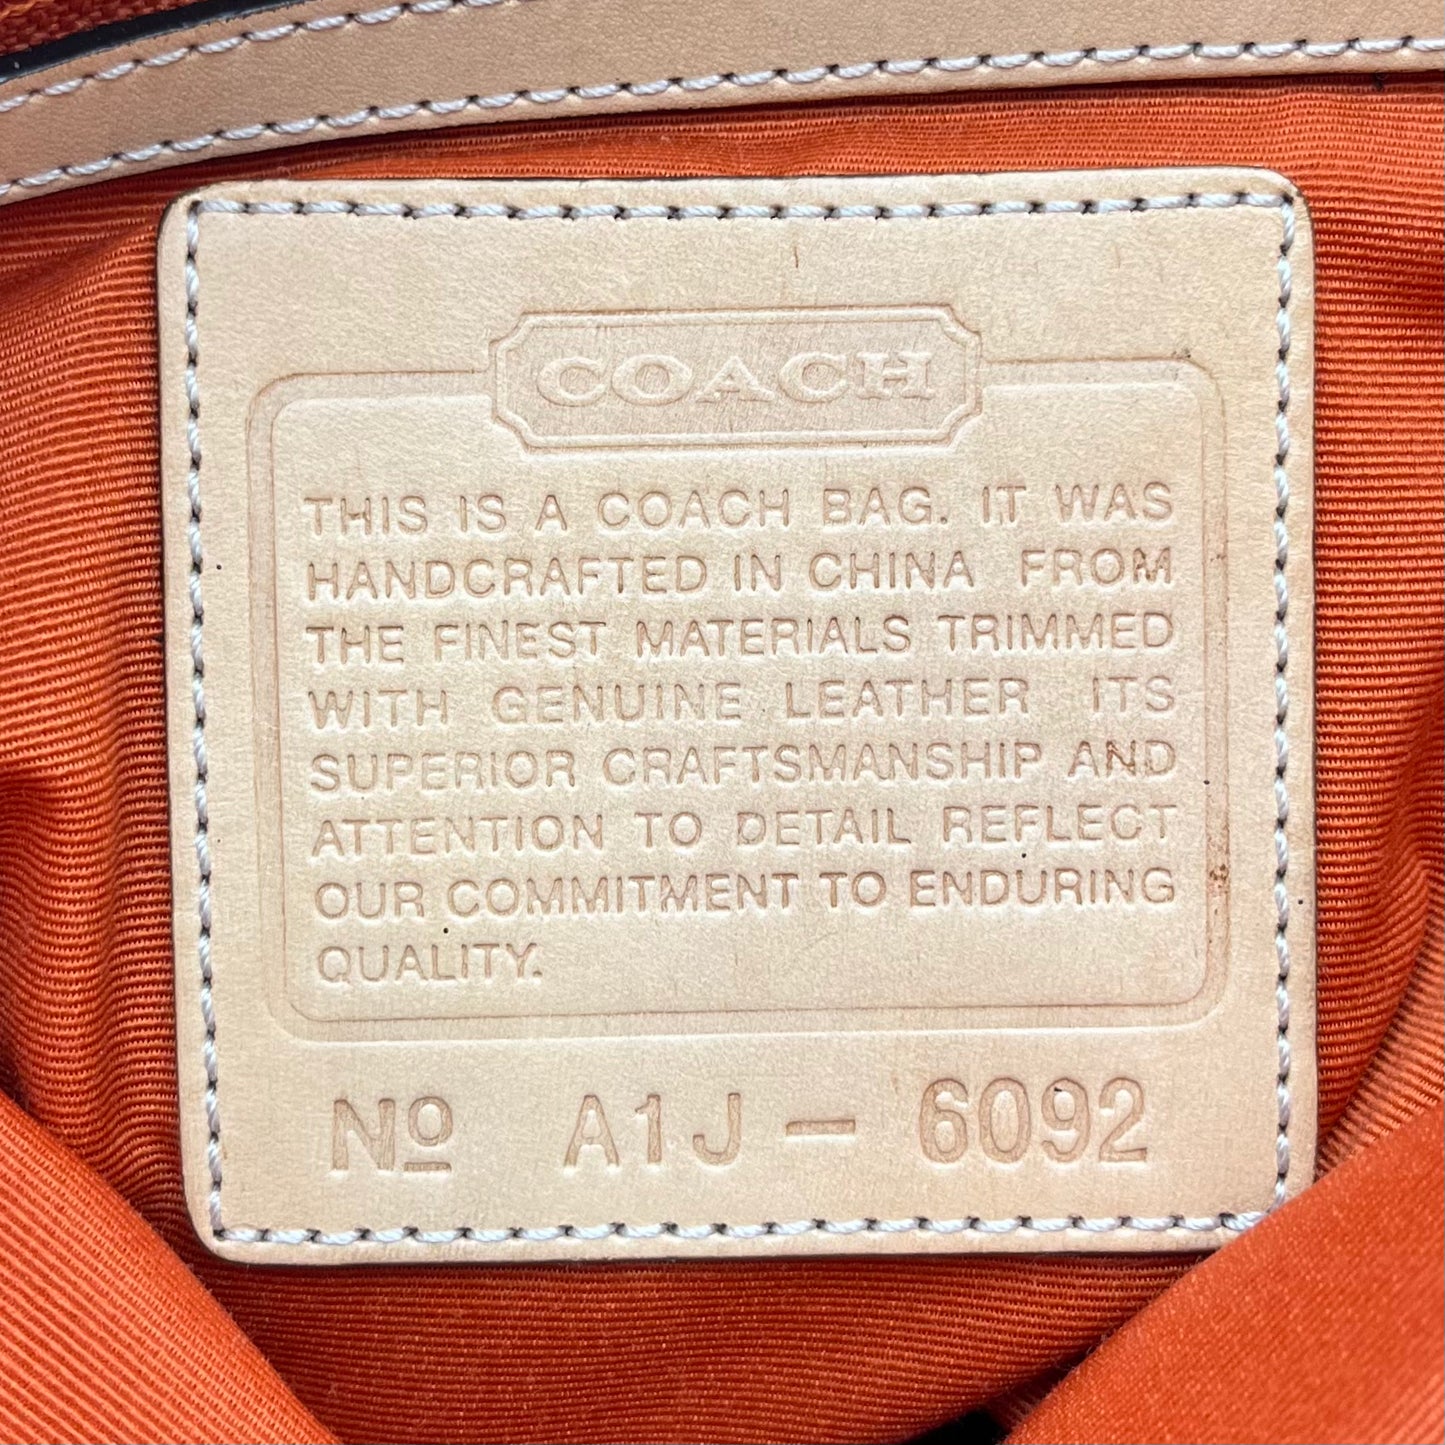 COACH
THIS IS A COACH BAG. IT WAS
HANDCRAFTED IN CHINA FROM
THE FINEST MATERIALS TRIMMED
WITH GENUINE LEATHER ITS
SUPERIOR CRAFTSMANSHIP AND
ATTENTION TO DETAIL REFLECT
OUR COMMITMENT TO ENDURING
QUALITY.
Nº A1J - 6092